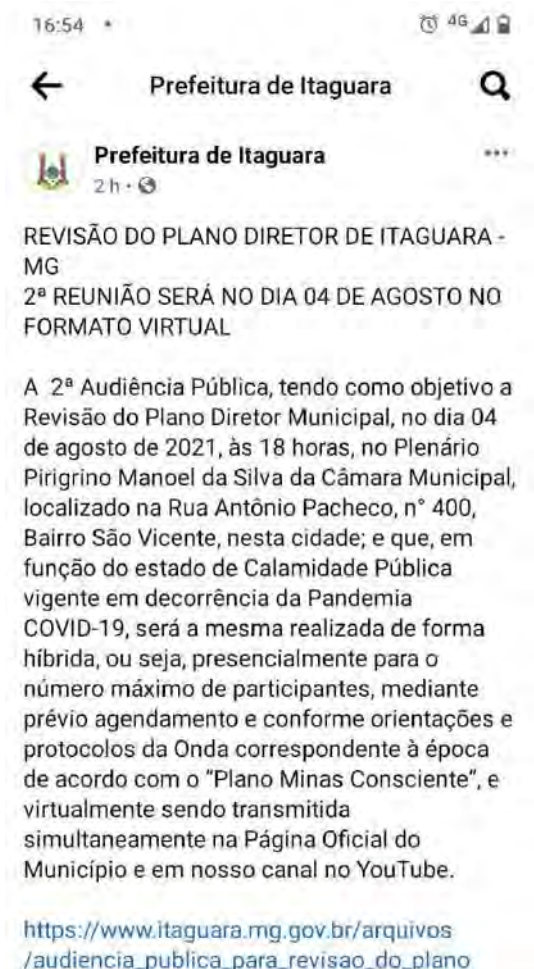 16:54
4G
Prefeitura de Itaguara
Prefeitura de Itaguara
2 h
REVISÃO DO PLANO DIRETOR DE ITAGUARA -
MG
2ª REUNIÃO SERÁ NO DIA 04 DE AGOSTO NO
FORMATO VIRTUAL
A 2ª Audiência Pública, tendo como objetivo a
Revisão do Plano Diretor Municipal, no dia 04
de agosto de 2021, às 18 horas, no Plenário
Pirigrino Manoel da Silva da Câmara Municipal,
localizado na Rua Antônio Pacheco, n° 400,
Bairro São Vicente, nesta cidade; e que, em
função do estado de Calamidade Pública
vigente em decorrência da Pandemia
COVID-19, será a mesma realizada de forma
híbrida, ou seja, presencialmente para o
número máximo de participantes, mediante
prévio agendamento e conforme orientações e
protocolos da Onda correspondente à época
de acordo com o "Plano Minas Consciente", e
virtualmente sendo transmitida
simultaneamente na Página Oficial do
Município e em nosso canal no YouTube.
https://www.itaguara.mg.gov.br/arquivos
/audiencia_publica_para_revisao_do_plano